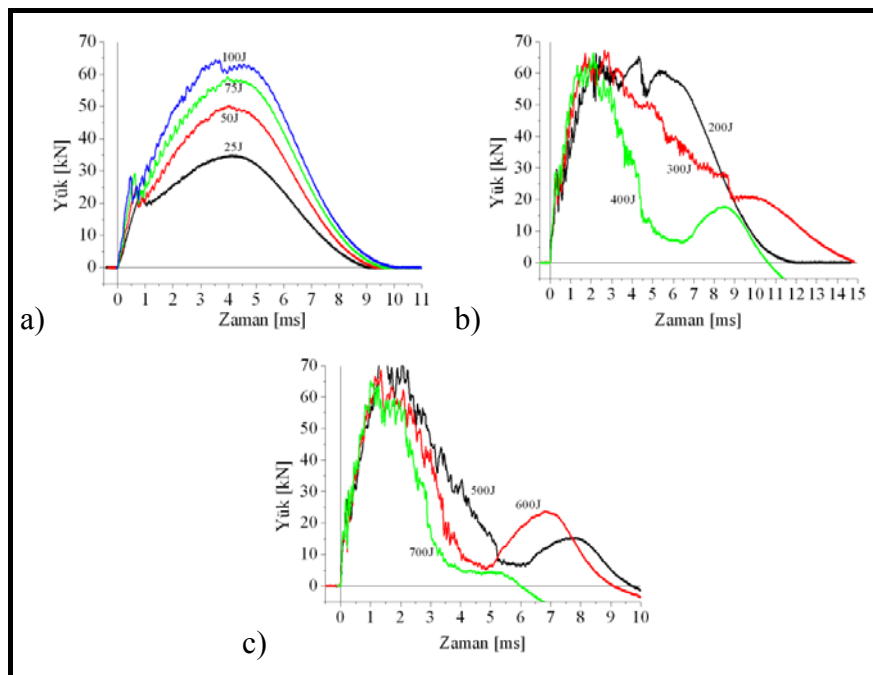 70
60
50
40
30
20
10
0
Yük [kN]
100J
75J
50J
25J
0 1 2 3 4 5 6 7 8 9 10 11
Zaman [ms]
a)
70
60
50
40
30
20
10
0
Yük [kN]
200J
300J
400J
0 1 2 3 4 5 6 7 8 9 10 11 12 13 14 15
Zaman [ms]
b)
70
60
50
40
30
20
10
0
Yük [kN]
500J
600J
700J
0 1 2 3 4 5 6 7 8 9 10
Zaman [ms]
c)